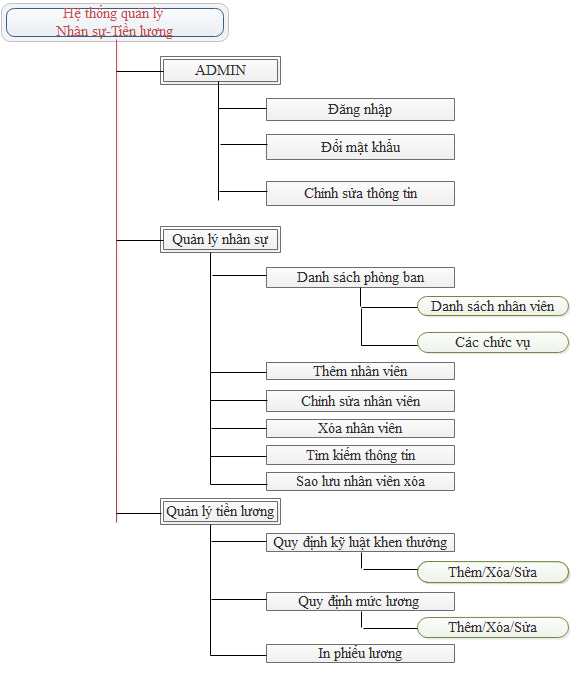 Hệ thống quản lý
Nhân sự-Tiền lương
ADMIN
Đăng nhập
Đổi mật khẩu
Chỉnh sửa thông tin
Quản lý nhân sự
Danh sách phòng ban
Danh sách nhân viên
Các chức vụ
Thêm nhân viên
Chỉnh sửa nhân viên
Xóa nhân viên
Tìm kiếm thông tin
Sao lưu nhân viên xóa
Quản lý tiền lương
Quy định kỹ luật khen thưởng
Thêm/Xóa/Sửa
Quy định mức lương
Thêm/Xóa/Sửa
In phiếu lương